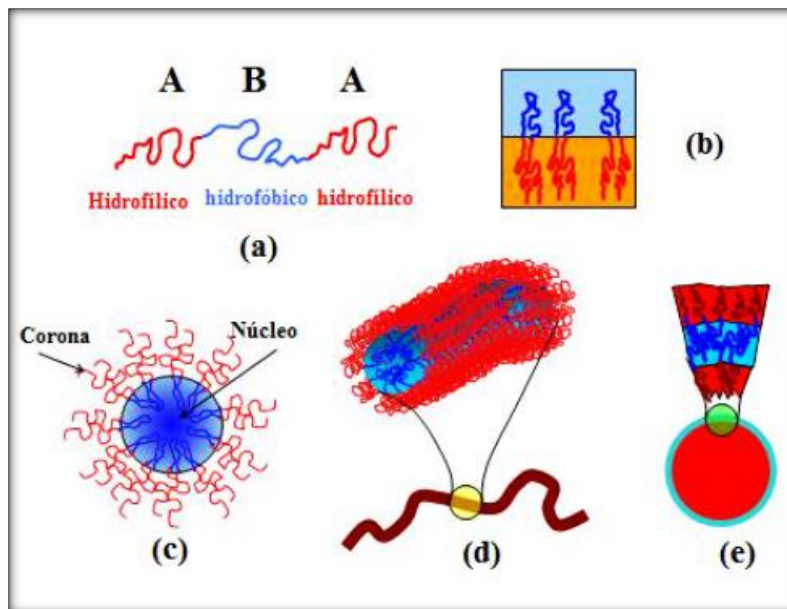 A B A
Hidrofílico hidrofóbico hidrofílico
(a)
(b)
Corona
Núcleo
(c)
(d)
(e)